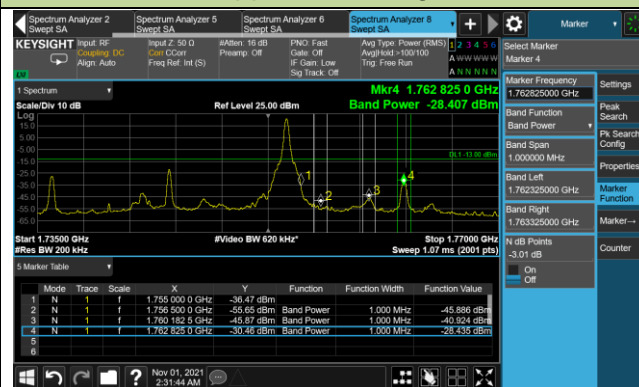 Spectrum Analyzer 2
Swept SA
Spectrum Analyzer 5
Swept SA
Spectrum Analyzer 6
Swept SA
Spectrum Analyzer 8
Swept SA
Marker
KEYSIGHT
Input: RF
Coupling: DC
Align: Auto
Input Z: 50 Ω
Corr CCorr
Freq Ref: Int (S)
#Atten: 16 dB
Preamp: Off
PNO: Fast
Gate: Off
IF Gain: Low
Sig Track: Off
Avg Type: Power (RMS)
Avg|Hold:>100/100
Trig: Free Run
1 2 3 4 5 6
A W W W W W
A N N N N N
Select Marker
Marker 4
Marker Frequency
1.762825000 GHz
Band Function
Band Power
Band Span
1.000000 MHz
Band Left
1.762325000 GHz
Band Right
1.763325000 GHz
N dB Points
-3.01 dB
On
Off
Settings
Peak
Search
Pk Search
Config
Properties
Marker
Function
Marker→
Counter
1 Spectrum
Scale/Div 10 dB
Ref Level 25.00 dBm
Mkr4 1.762 825 0 GHz
Band Power -28.407 dBm
Log
15.0
5.00
-5.00
-15.0
-25.0
-35.0
-45.0
-55.0
-65.0
DL1 -13.00 dBm
1
2
3
4
Start 1.73500 GHz
#Res BW 200 kHz
#Video BW 620 kHz*
Stop 1.77000 GHz
Sweep 1.07 ms (2001 pts)
5 Marker Table
Mode Trace Scale X Y Function Function Width Function Value
1 N 1 f 1.755 000 0 GHz -36.47 dBm
2 N 1 f 1.756 500 0 GHz -55.65 dBm Band Power 1.000 MHz -45.886 dBm
3 N 1 f 1.760 182 5 GHz -45.87 dBm Band Power 1.000 MHz -40.924 dBm
4 N 1 f 1.762 825 0 GHz -30.46 dBm Band Power 1.000 MHz -28.435 dBm
5
6
Nov 01, 2021
2:31:44 AM